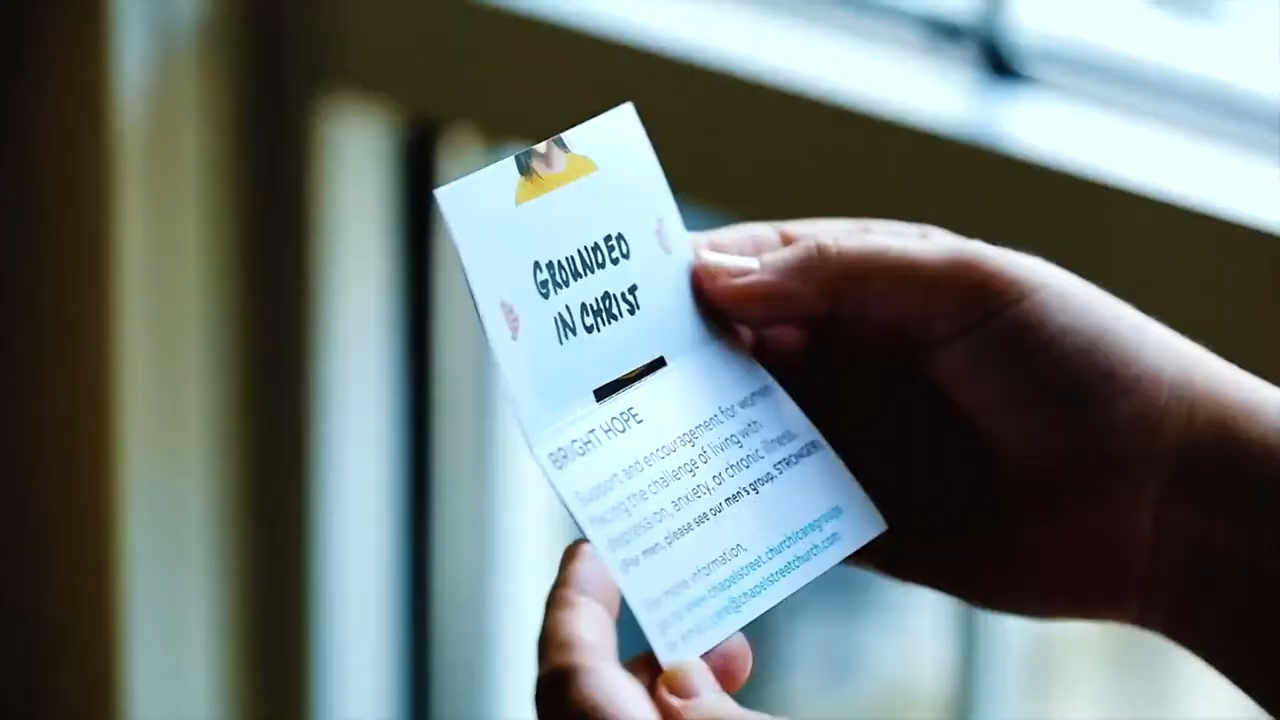 GROUNDED
IN CHRIST
BRIGHT HOPE
Support and encouragement for women
facing the challenge of living with
depression, anxiety, or chronic illness.
(For men, please see our men's group, STRONGER)
For more information,
www.chapelstreet.church/caregroups
or email care@chapelstreetchurch.com